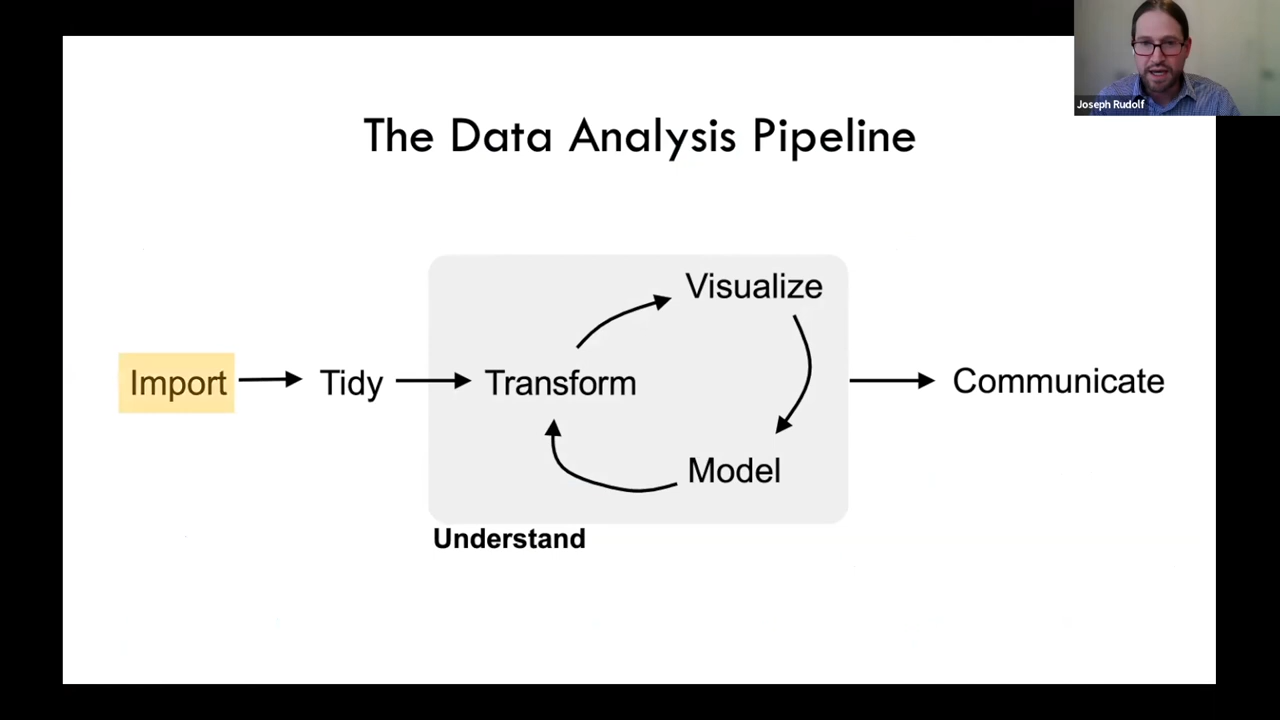 Joseph Rudolf
The Data Analysis Pipeline
Visualize
Import
Tidy
Transform
Communicate
Model
Understand